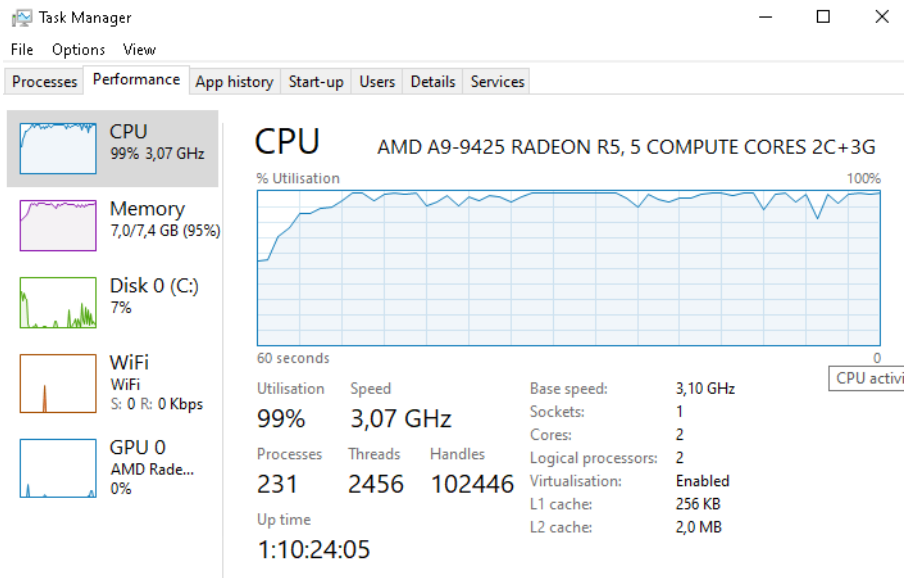 Task Manager
File Options View
Processes Performance App history Start-up Users Details Services
CPU
99% 3,07 GHz
Memory
7,0/7,4 GB (95%)
Disk 0 (C:)
7%
WiFi
WiFi
S: 0 R: 0 Kbps
GPU 0
AMD Rade...
0%
CPU AMD A9-9425 RADEON R5, 5 COMPUTE CORES 2C+3G
% Utilisation 100%
60 seconds 0
CPU activi
Utilisation Speed
99% 3,07 GHz
Processes Threads Handles
231 2456 102446
Up time
1:10:24:05
Base speed: 3,10 GHz
Sockets: 1
Cores: 2
Logical processors: 2
Virtualisation: Enabled
L1 cache: 256 KB
L2 cache: 2,0 MB